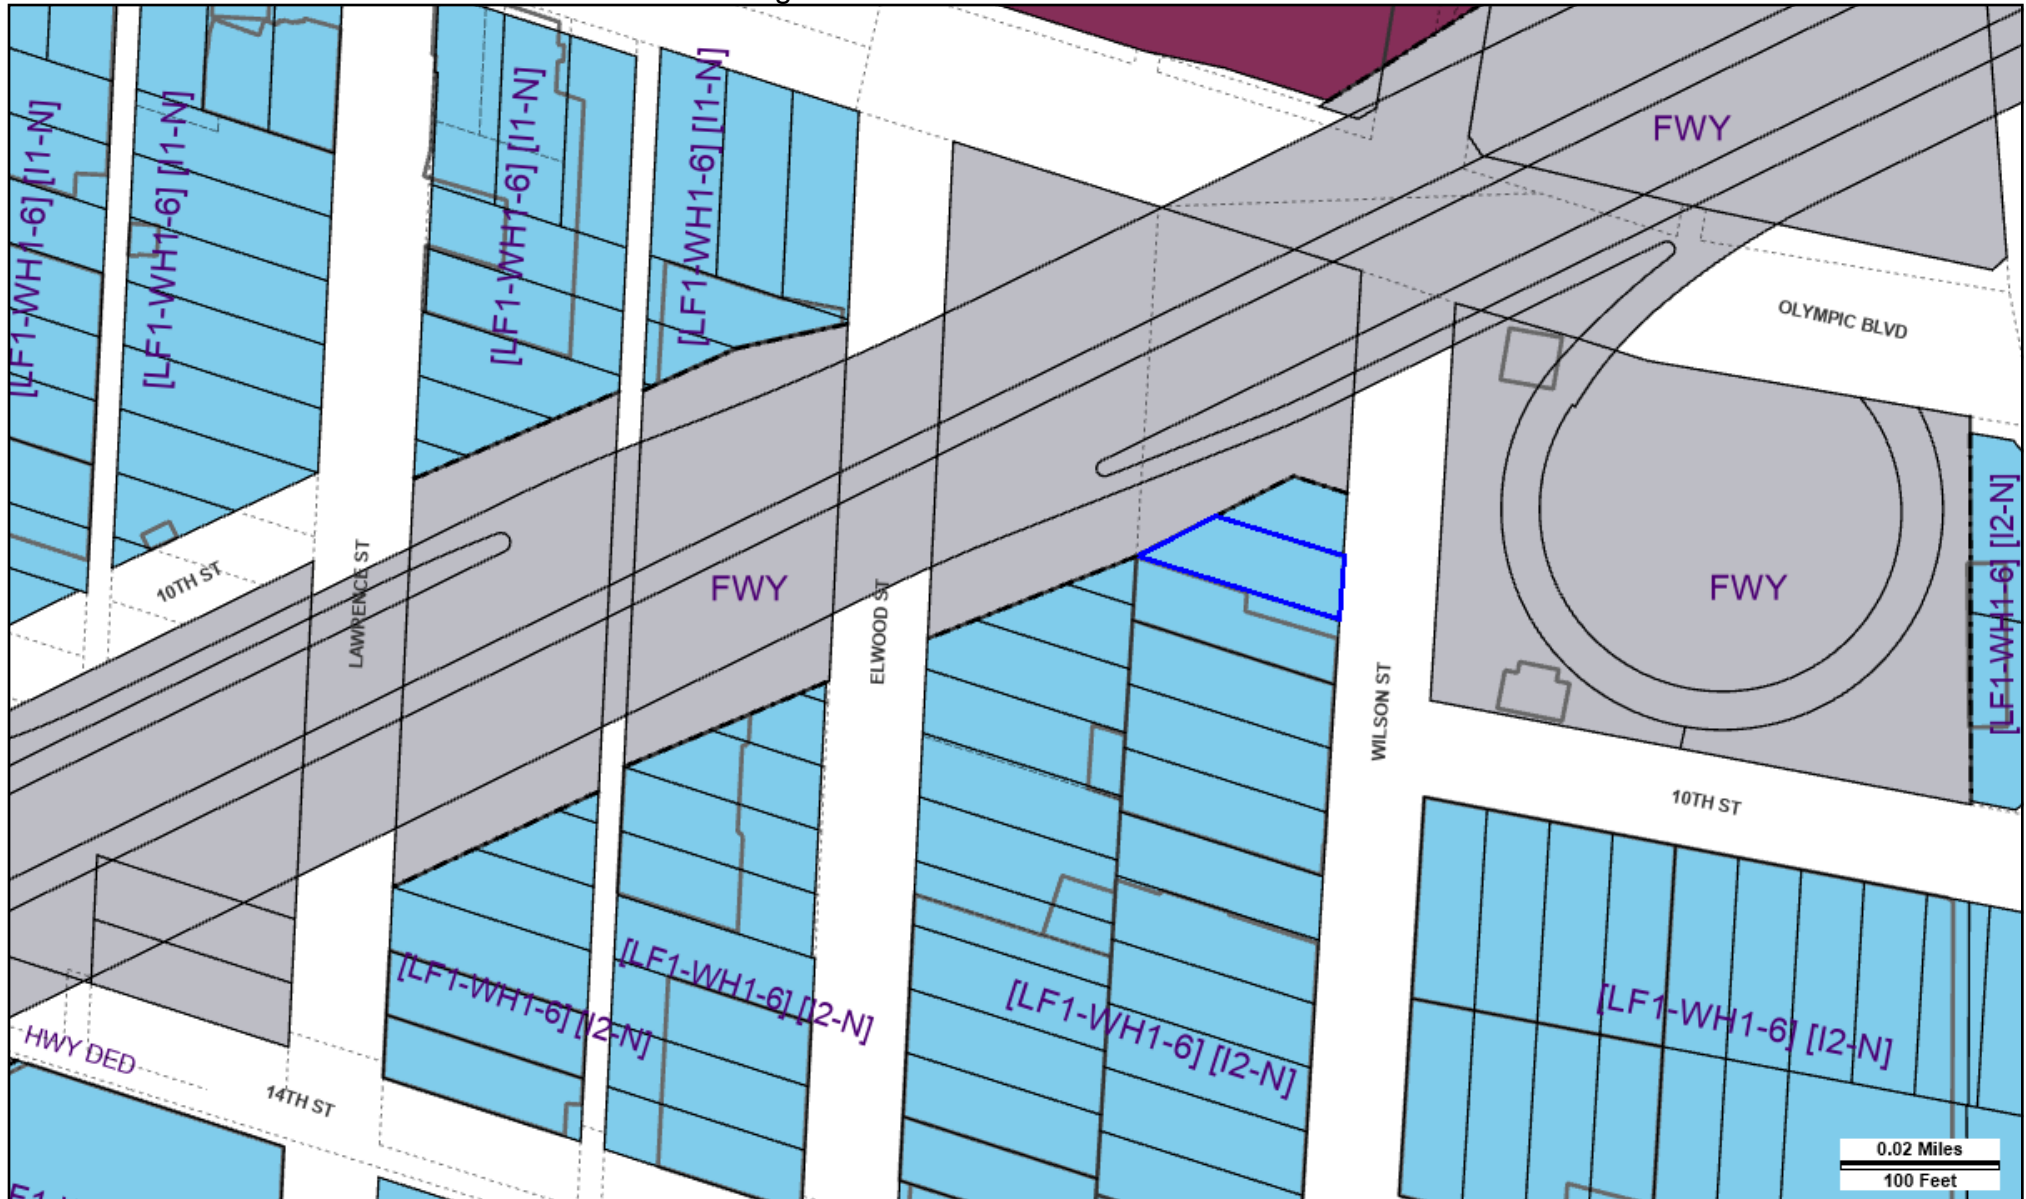 FWY
[LF1-WH1-6] [I1-N]
[LF1-WH1-6] [I1-N]
[LF1-WH1-6] [I1-N]
[LF1-WH1-6] [I1-N]
OLYMPIC BLVD
10TH ST
LAWRENCE ST
FWY
ELWOOD ST
WILSON ST
FWY
[LF1-WH1-6] [I2-N]
10TH ST
[LF1-WH1-6] [I2-N]
[LF1-WH1-6] [I2-N]
[LF1-WH1-6] [I2-N]
[LF1-WH1-6] [I2-N]
HWY DED
14TH ST
0.02 Miles
100 Feet